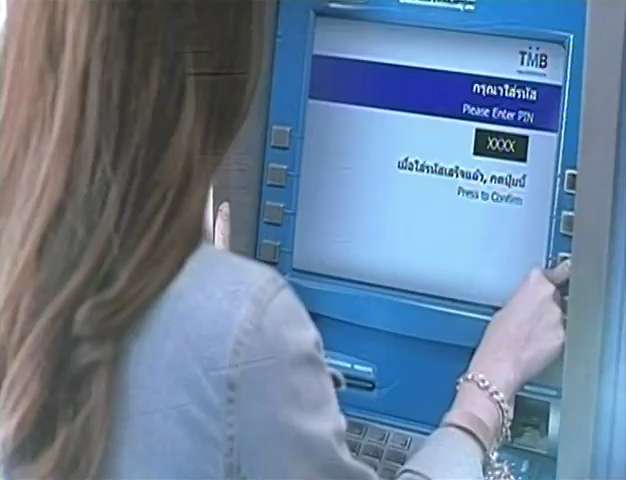 TMB
กรุณาใส่รหัส
Please Enter PIN
XXXX
เมื่อใส่รหัสเสร็จแล้ว, กดปุ่มนี้
Press to Confirm